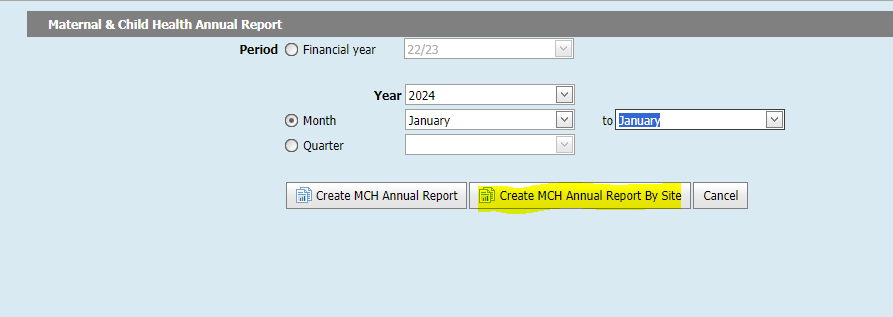 Maternal & Child Health Annual Report
Period Financial year 22/23
Year 2024
Month January to January
Quarter
Create MCH Annual Report Create MCH Annual Report By Site Cancel